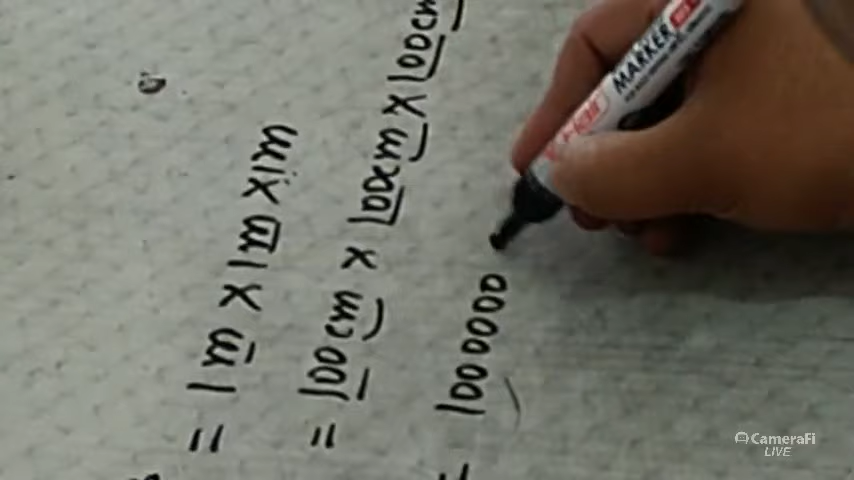 = 1m x 1m x 1m
= 100cm x 100cm x 100cm
= 1000000
MARKER
CameraFi
LIVE